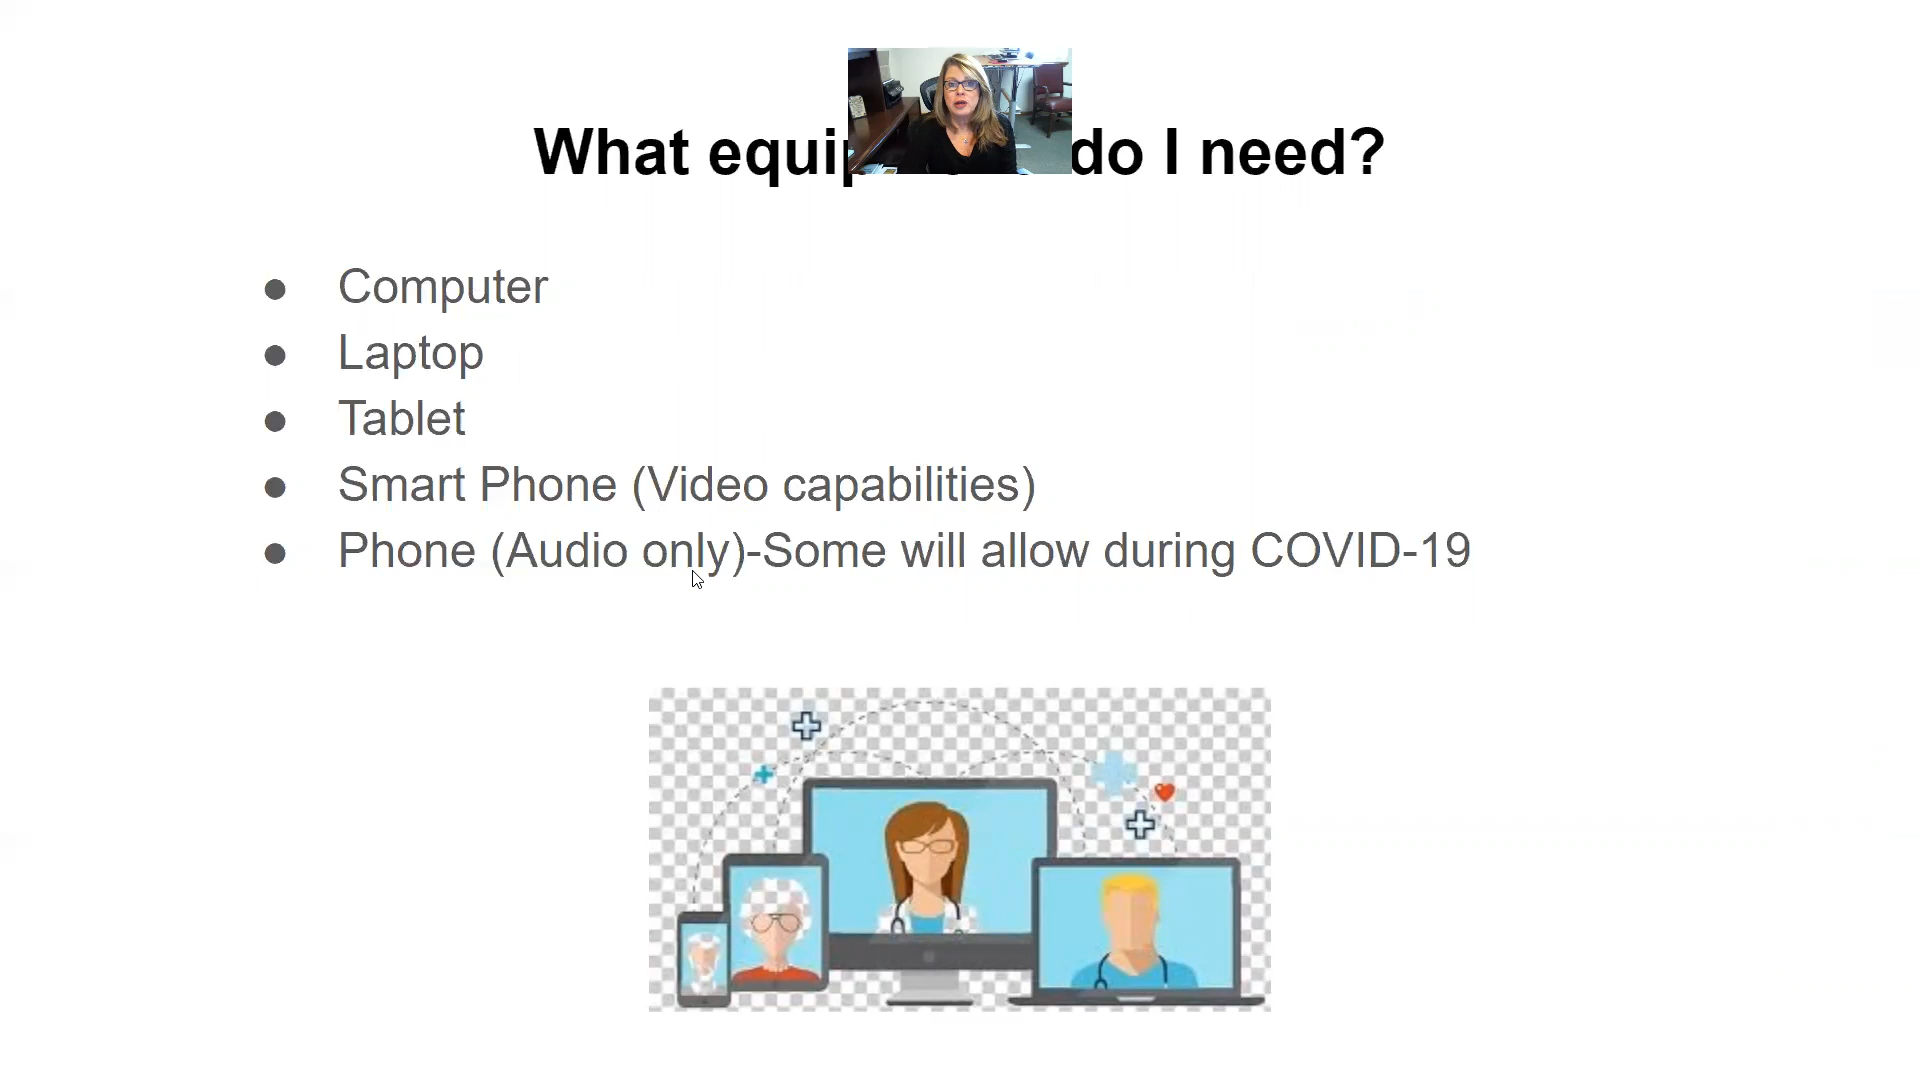 What equip do I need?
Computer
Laptop
Tablet
Smart Phone (Video capabilities)
Phone (Audio only)-Some will allow during COVID-19